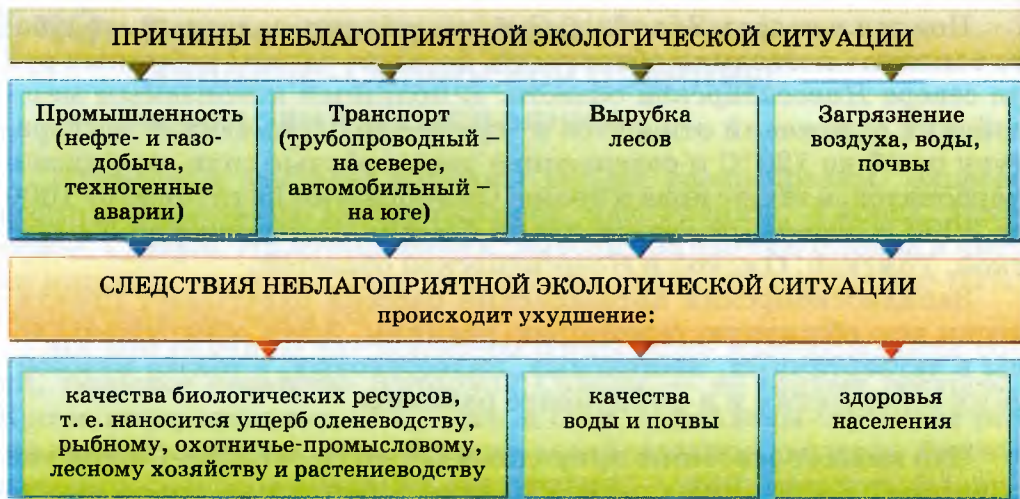 ПРИЧИНЫ НЕБЛАГОПРИЯТНОЙ ЭКОЛОГИЧЕСКОЙ СИТУАЦИИ
Промышленность
(нефте- и газо-
добыча,
техногенные
аварии)
Транспорт
(трубопроводный –
на севере,
автомобильный –
на юге)
Вырубка
лесов
Загрязнение
воздуха, воды,
почвы
СЛЕДСТВИЯ НЕБЛАГОПРИЯТНОЙ ЭКОЛОГИЧЕСКОЙ СИТУАЦИИ
происходит ухудшение:
качества биологических ресурсов,
т. е. наносится ущерб оленеводству,
рыбному, охотничье-промысловому,
лесному хозяйству и растениеводству
качества
воды и почвы
здоровья
населения